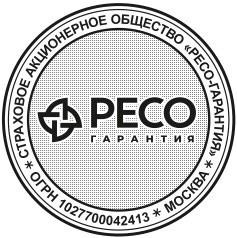 СТРАХОВОЕ АКЦИОНЕРНОЕ ОБЩЕСТВО «РЕСО-ГАРАНТИЯ»
РЕСО
ГАРАНТИЯ
* ОГРН 1027700042413 * МОСКВА *